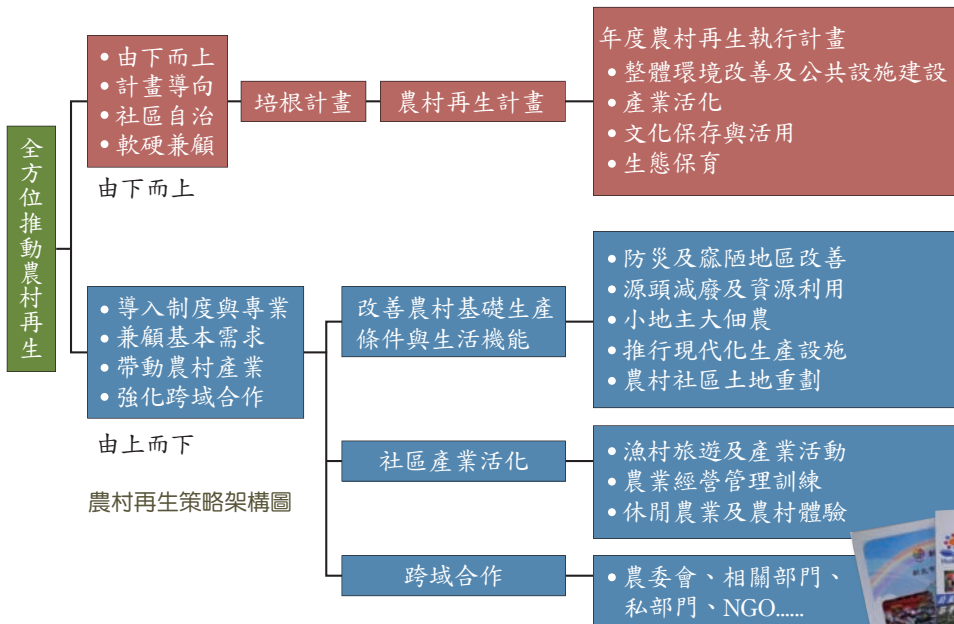 全方位推動農村再生
• 由下而上
• 計畫導向
• 社區自治
• 軟硬兼顧
由下而上
培根計畫
農村再生計畫
年度農村再生執行計畫
• 整體環境改善及公共設施建設
• 產業活化
• 文化保存與活用
• 生態保育
• 導入制度與專業
• 兼顧基本需求
• 帶動農村產業
• 強化跨域合作
由上而下
改善農村基礎生產
條件與生活機能
• 防災及窳陋地區改善
• 源頭減廢及資源利用
• 小地主大佃農
• 推行現代化生產設施
• 農村社區土地重劃
社區產業活化
• 漁村旅遊及產業活動
• 農業經營管理訓練
• 休閒農業及農村體驗
跨域合作
• 農委會、相關部門、
私部門、NGO......
農村再生策略架構圖